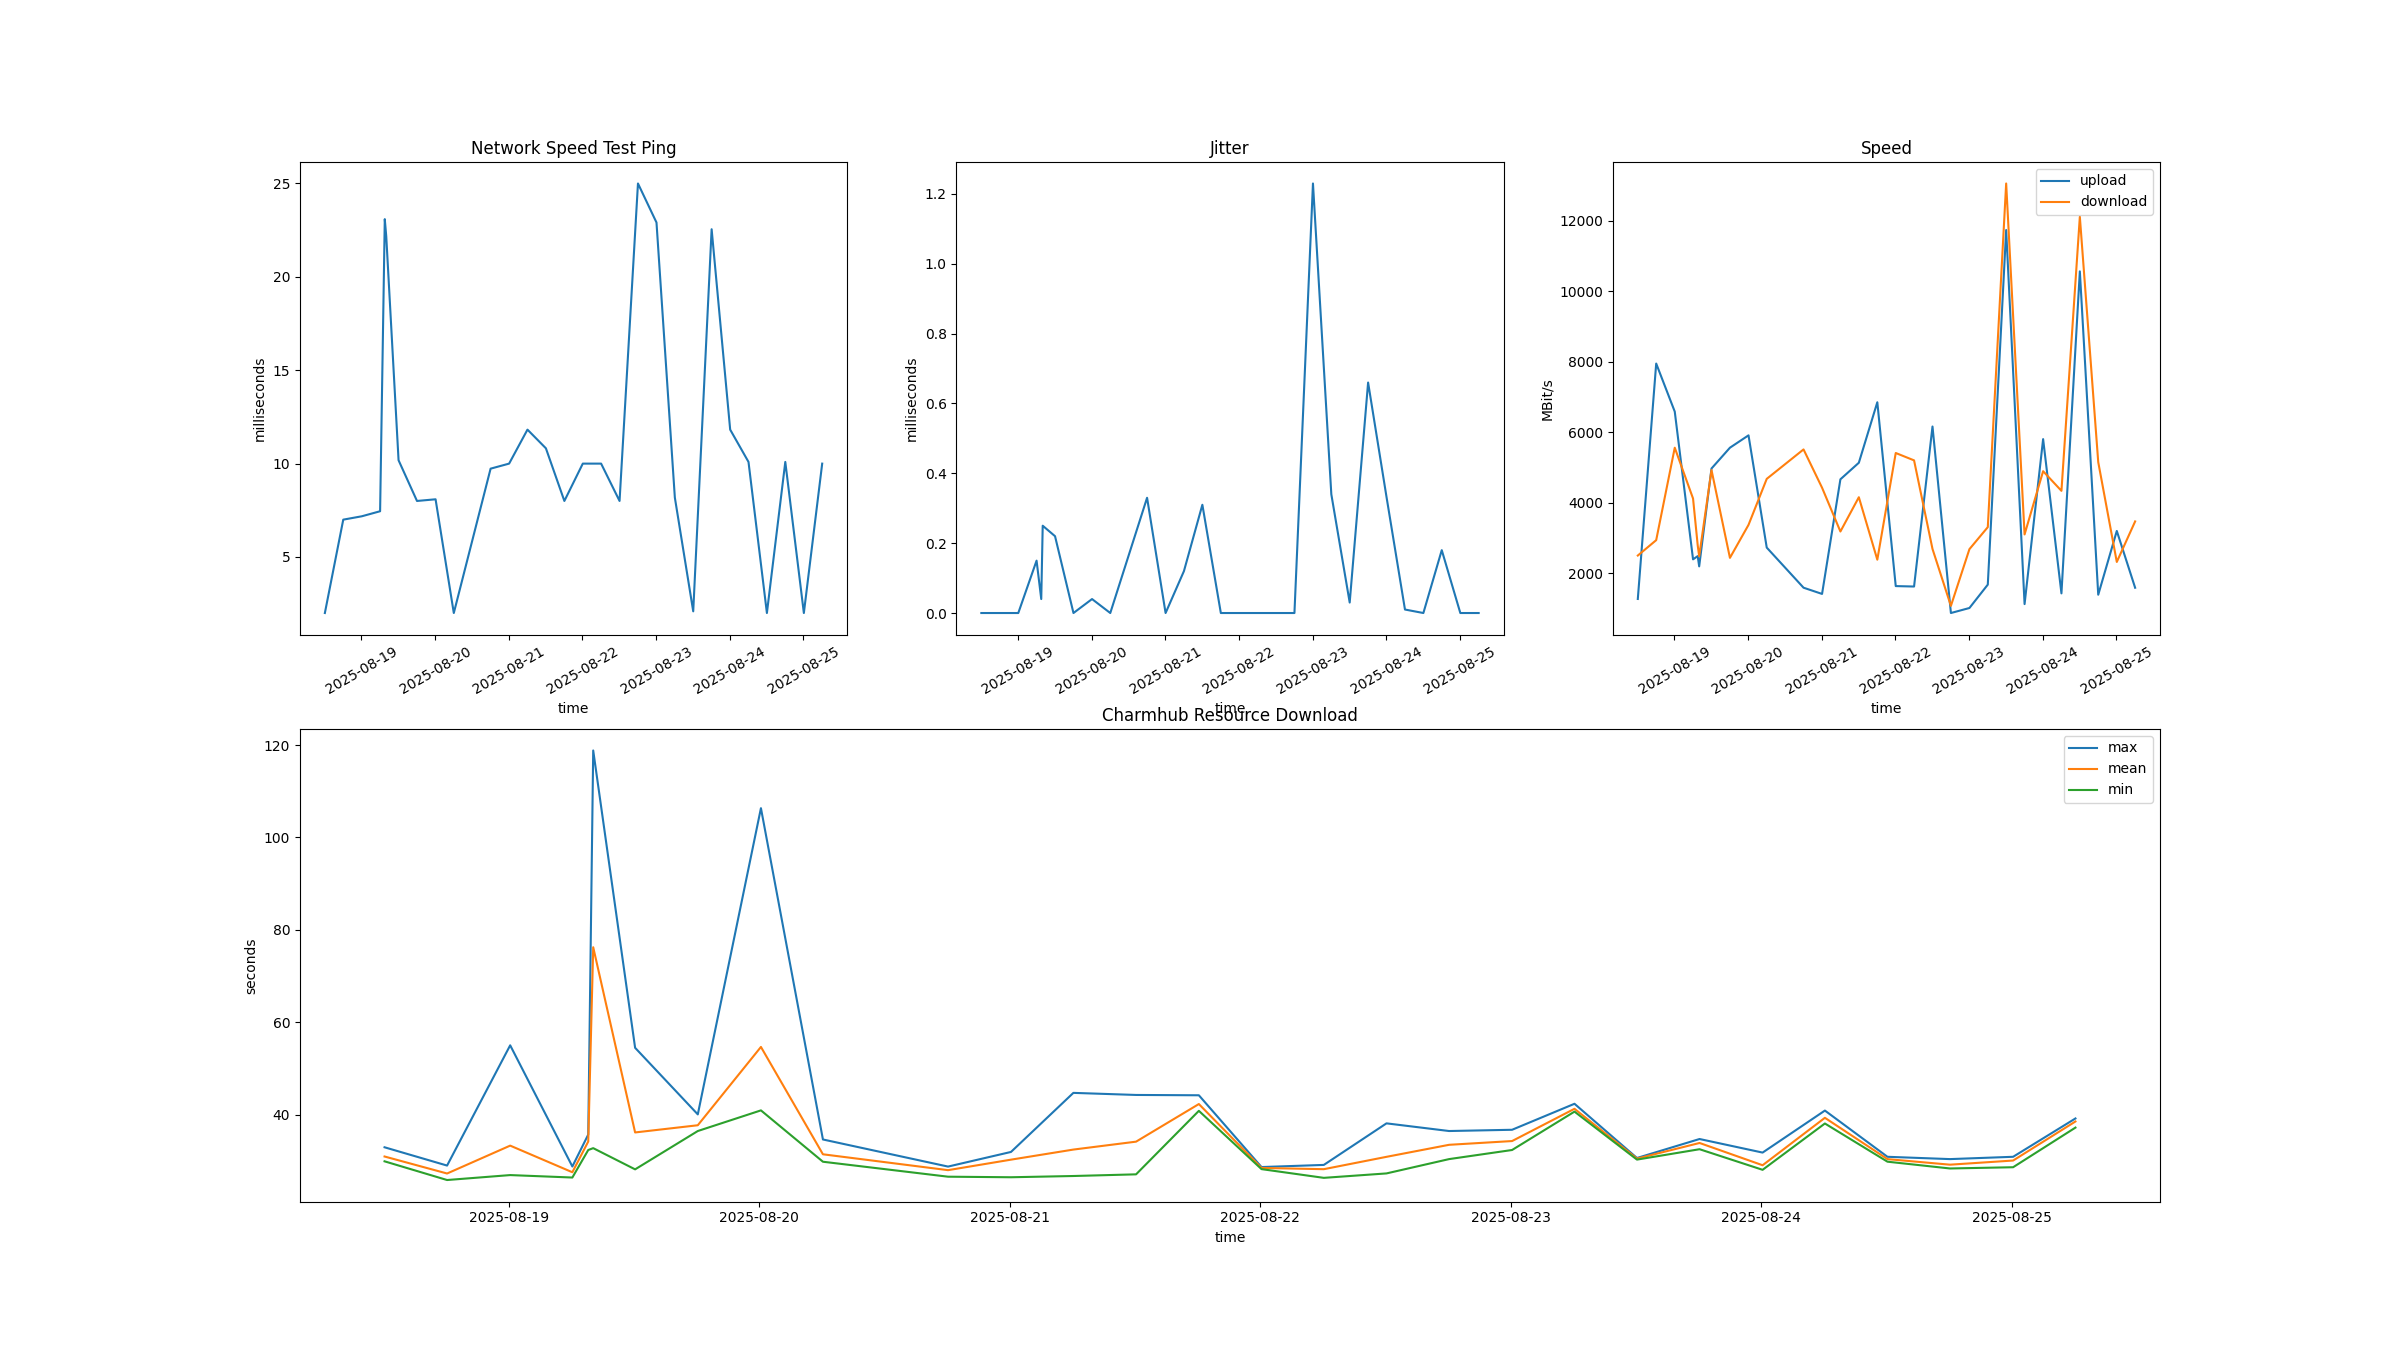 Network Speed Test Ping
milliseconds
25
20
15
10
5
2025-08-19 2025-08-20 2025-08-21 2025-08-22 2025-08-23 2025-08-24 2025-08-25
time
Jitter
milliseconds
1.2
1.0
0.8
0.6
0.4
0.2
0.0
2025-08-19 2025-08-20 2025-08-21 2025-08-22 2025-08-23 2025-08-24 2025-08-25
time
Speed
MBit/s
upload
download
12000
10000
8000
6000
4000
2000
2025-08-19 2025-08-20 2025-08-21 2025-08-22 2025-08-23 2025-08-24 2025-08-25
time
Charmhub Resource Download
seconds
max
mean
min
120
100
80
60
40
2025-08-19 2025-08-20 2025-08-21 2025-08-22 2025-08-23 2025-08-24 2025-08-25
time